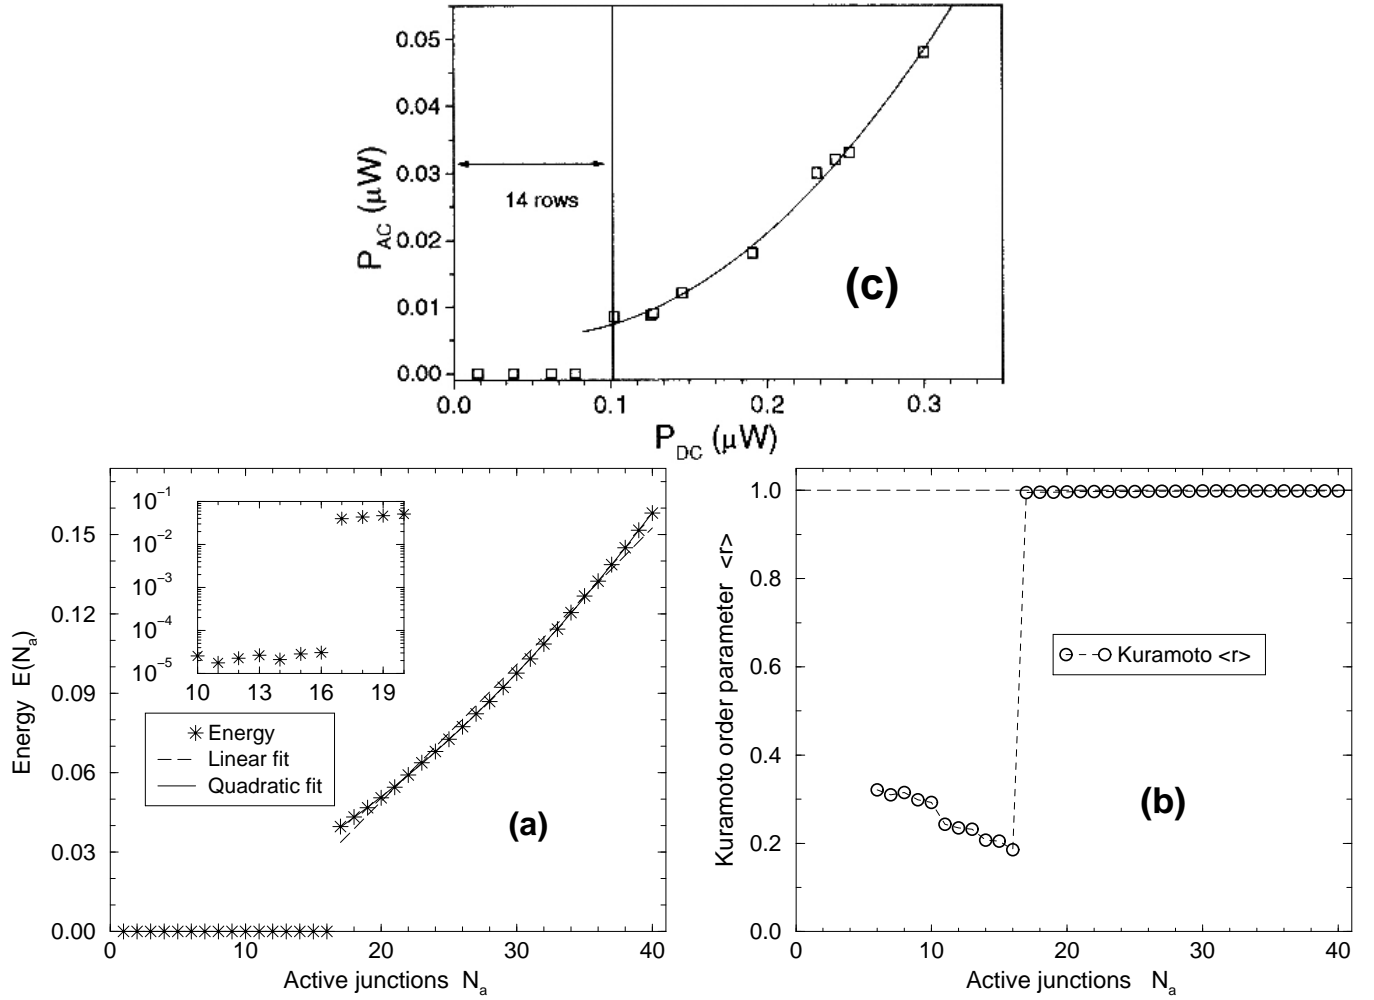 0.05
0.04
0.03
0.02
0.01
0.00
P_AC (μW)
14 rows
(c)
0.0 0.1 0.2 0.3
P_DC (μW)
0.15
0.12
0.09
0.06
0.03
0.00
Energy E(N_a)
10^−1
10^−2
10^−3
10^−4
10^−5
10 13 16 19
Energy
Linear fit
Quadratic fit
(a)
0 10 20 30 40
Active junctions N_a
1.0
0.8
0.6
0.4
0.2
0.0
Kuramoto order parameter <r>
Kuramoto <r>
(b)
0 10 20 30 40
Active junctions N_a